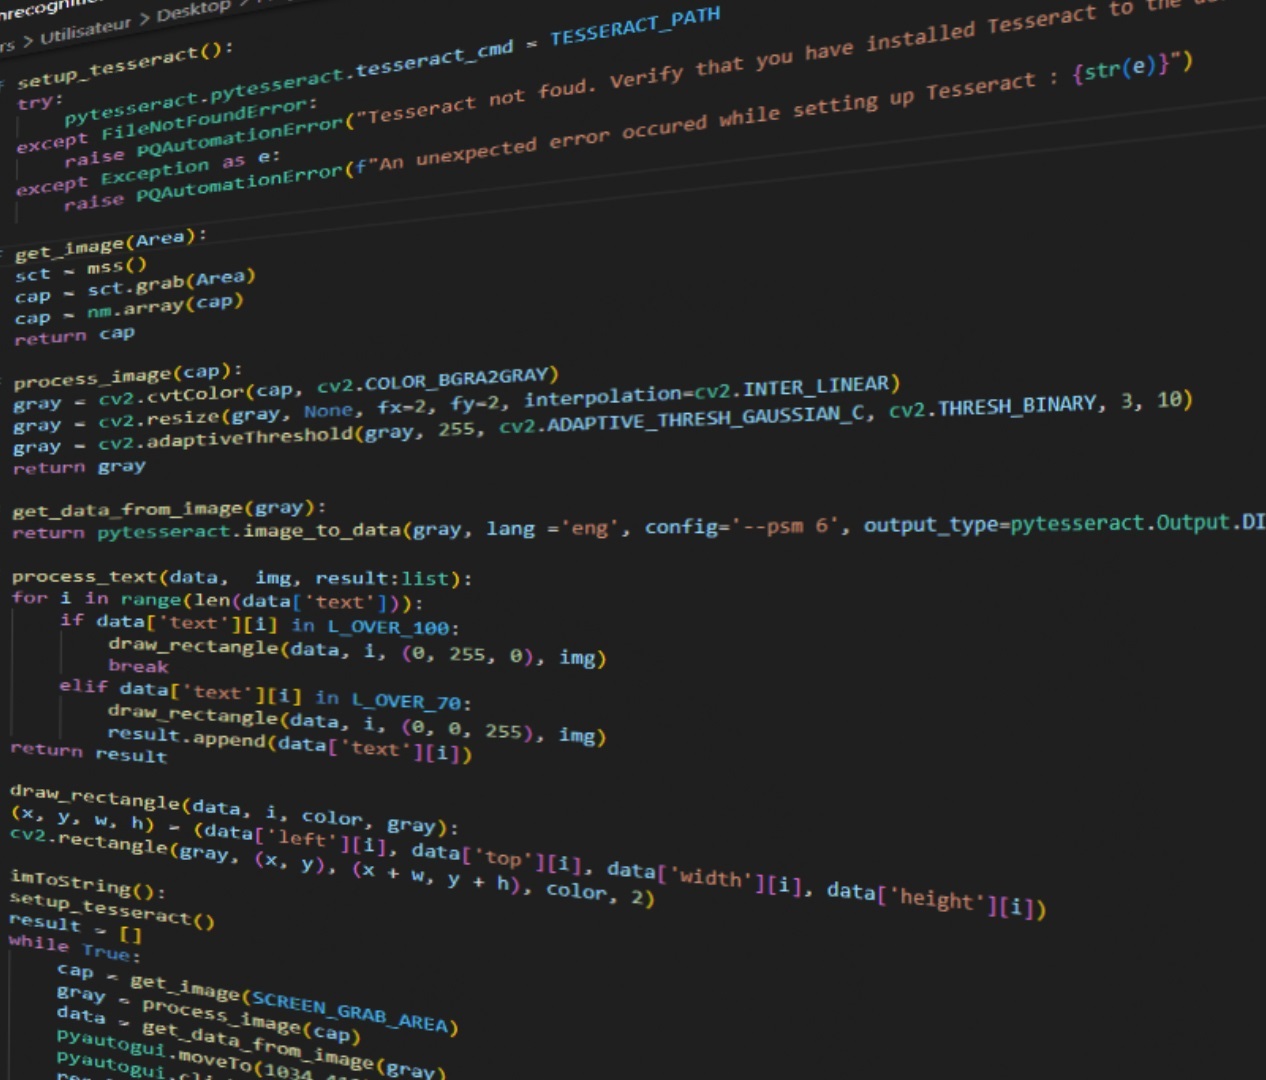 rs > Utilisateur > Desktop >
setup_tesseract():
try:
pytesseract.pytesseract.tesseract_cmd = TESSERACT_PATH
except FileNotFoundError:
raise PQAutomationError("Tesseract not foud. Verify that you have installed Tesseract to the
except Exception as e:
raise PQAutomationError(f"An unexpected error occured while setting up Tesseract : {str(e)}")
get_image(Area):
sct = mss()
cap = sct.grab(Area)
cap = nm.array(cap)
return cap
process_image(cap):
gray = cv2.cvtColor(cap, cv2.COLOR_BGRA2GRAY)
gray = cv2.resize(gray, None, fx=2, fy=2, interpolation=cv2.INTER_LINEAR)
gray = cv2.adaptiveThreshold(gray, 255, cv2.ADAPTIVE_THRESH_GAUSSIAN_C, cv2.THRESH_BINARY, 3, 10)
return gray
get_data_from_image(gray):
return pytesseract.image_to_data(gray, lang ='eng', config='--psm 6', output_type=pytesseract.Output.DI
process_text(data,  img, result:list):
for i in range(len(data['text'])):
if data['text'][i] in L_OVER_100:
draw_rectangle(data, i, (0, 255, 0), img)
break
elif data['text'][i] in L_OVER_70:
draw_rectangle(data, i, (0, 0, 255), img)
result.append(data['text'][i])
return result
draw_rectangle(data, i, color, gray):
(x, y, w, h) = (data['left'][i], data['top'][i], data['width'][i], data['height'][i])
cv2.rectangle(gray, (x, y), (x + w, y + h), color, 2)
imToString():
setup_tesseract()
result = []
while True:
cap = get_image(SCREEN_GRAB_AREA)
gray = process_image(cap)
data = get_data_from_image(gray)
pyautogui.moveTo(1034
pyautogui